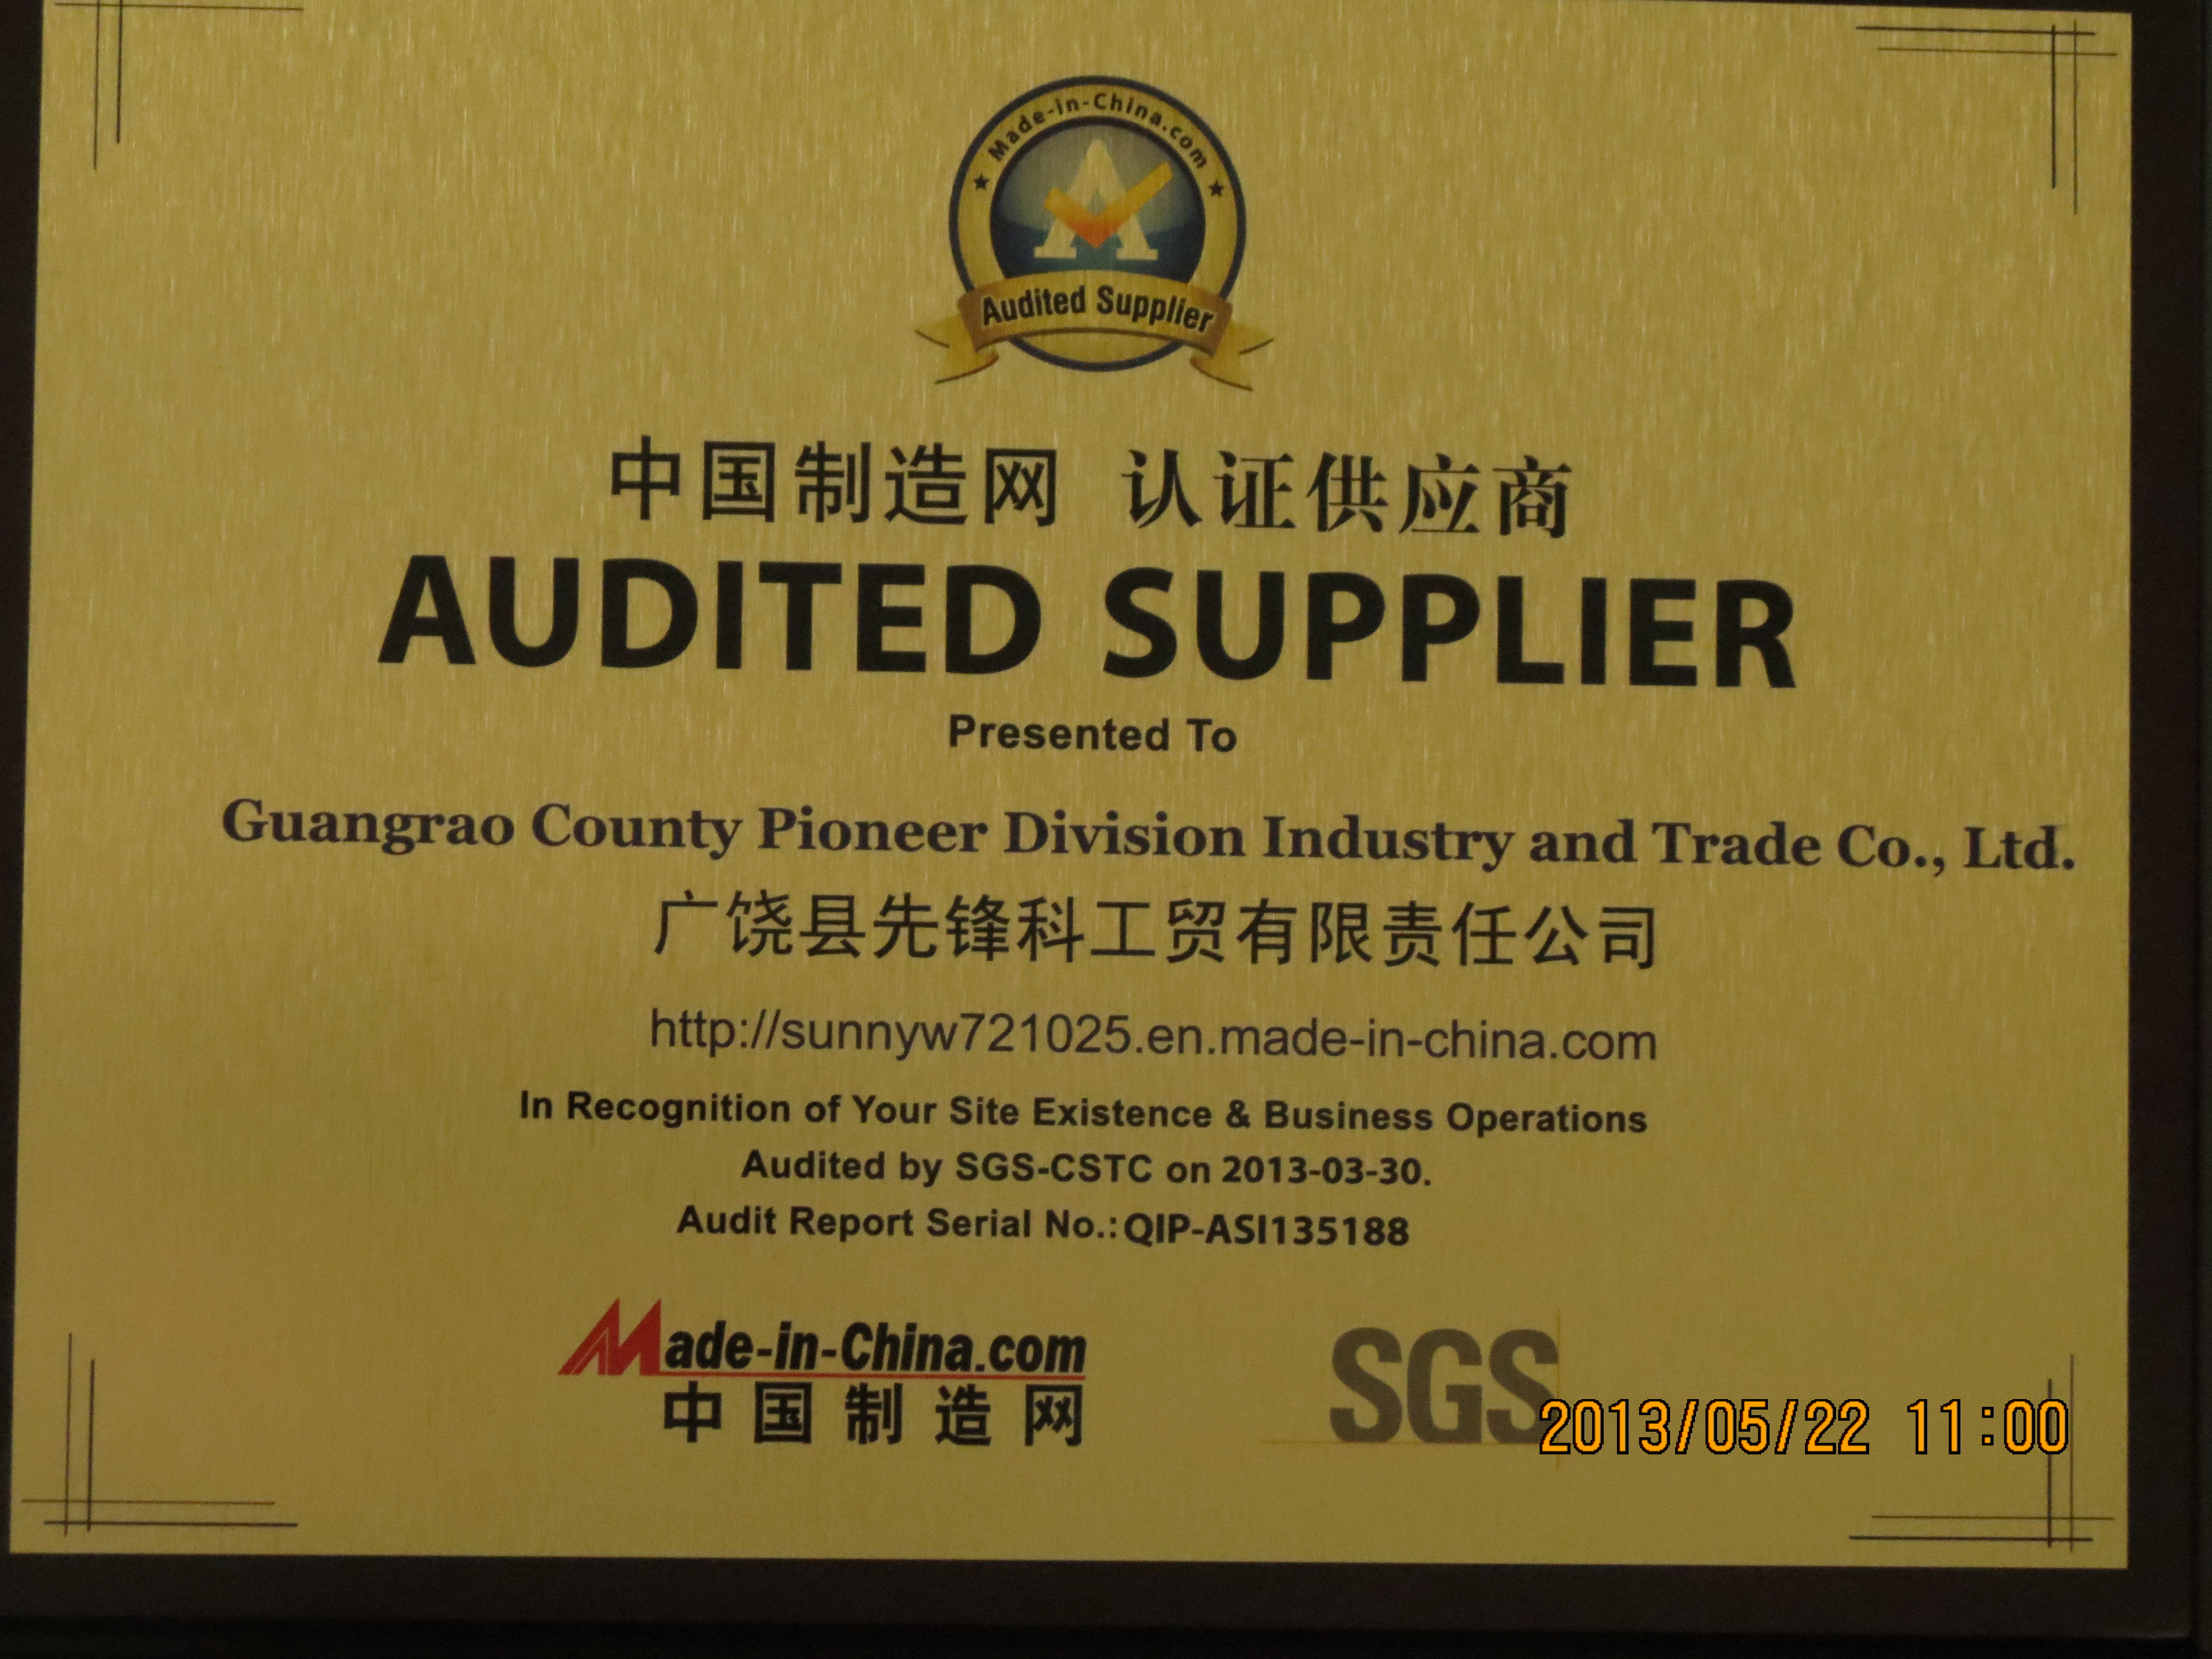 Made-in-China.com
A
Audited Supplier
中国制造网 认证供应商
AUDITED SUPPLIER
Presented To
Guangrao County Pioneer Division Industry and Trade Co., Ltd.
广饶县先锋科工贸有限责任公司
http://sunnyw721025.en.made-in-china.com
In Recognition of Your Site Existence & Business Operations
Audited by SGS-CSTC on 2013-03-30.
Audit Report Serial No.:QIP-ASI135188
Made-in-China.com
中国制造网
SGS
2013/05/22 11:00